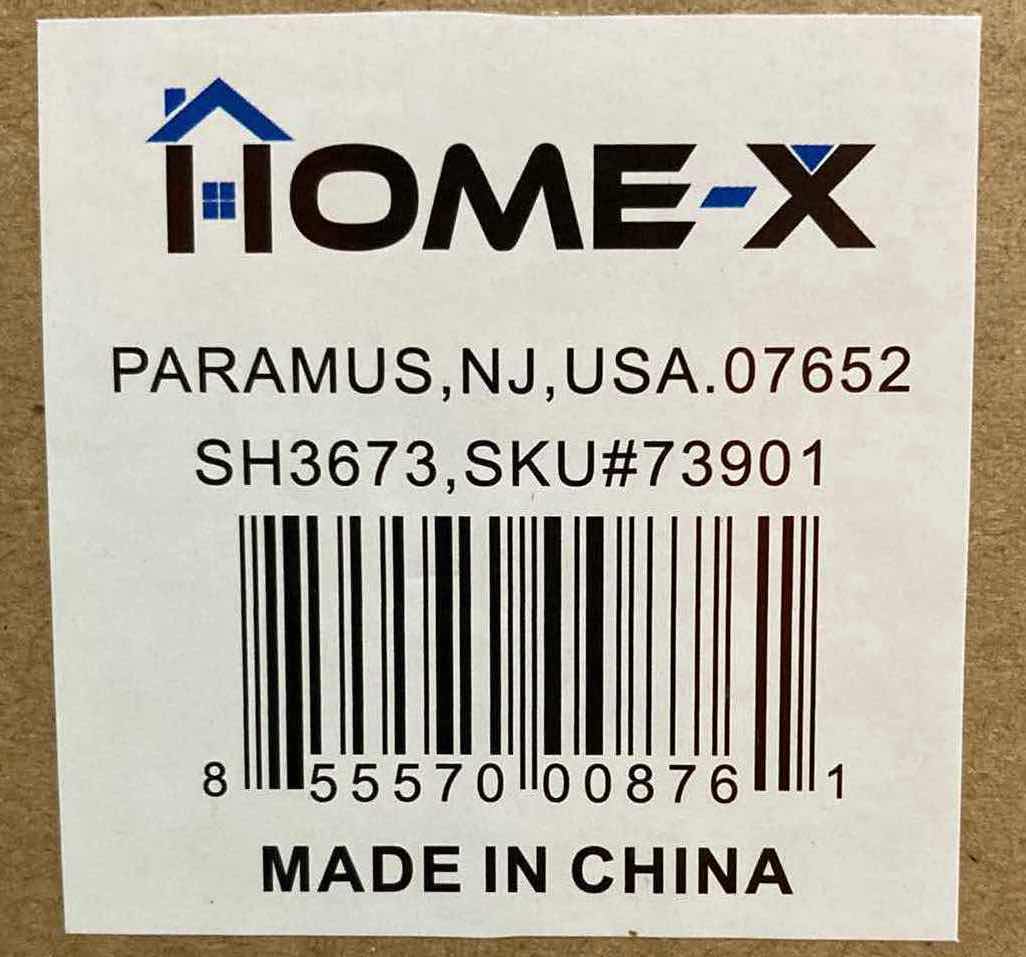 HOME-X
PARAMUS,NJ,USA.07652
SH3673,SKU#73901
8 55570 00876 1
MADE IN CHINA